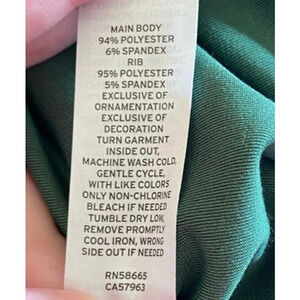 MAIN BODY
94% POLYESTER
6% SPANDEX
RIB
95% POLYESTER
5% SPANDEX
EXCLUSIVE OF
ORNAMENTATION
EXCLUSIVE OF
DECORATION
TURN GARMENT
INSIDE OUT,
MACHINE WASH COLD,
GENTLE CYCLE,
WITH LIKE COLORS
ONLY NON-CHLORINE
BLEACH IF NEEDED
TUMBLE DRY LOW,
REMOVE PROMPTLY
COOL IRON, WRONG
SIDE OUT IF NEEDED
RN58665
CA57963